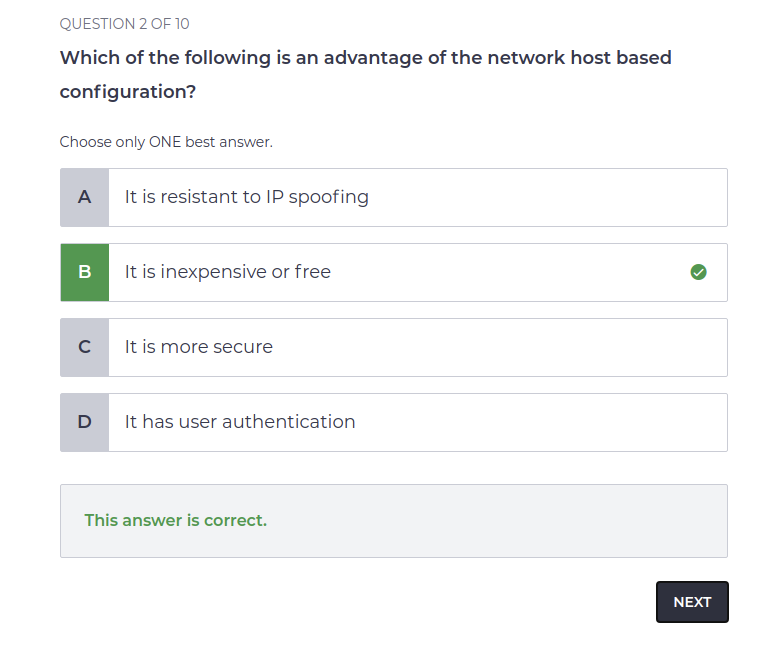 QUESTION 2 OF 10
Which of the following is an advantage of the network host based
configuration?
Choose only ONE best answer.
A It is resistant to IP spoofing
B It is inexpensive or free
C It is more secure
D It has user authentication
This answer is correct.
NEXT